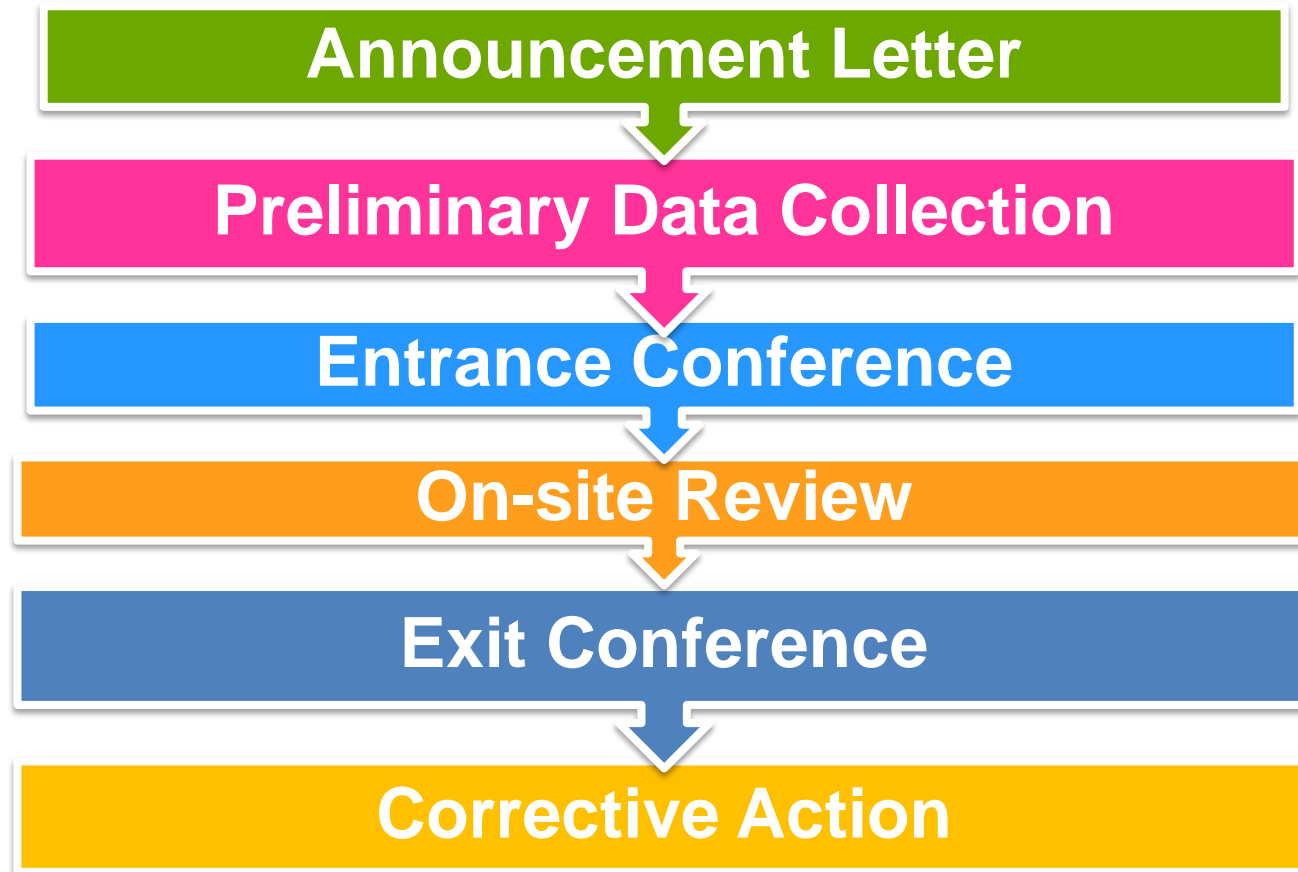 Announcement Letter
Preliminary Data Collection
Entrance Conference
On-site Review
Exit Conference
Corrective Action